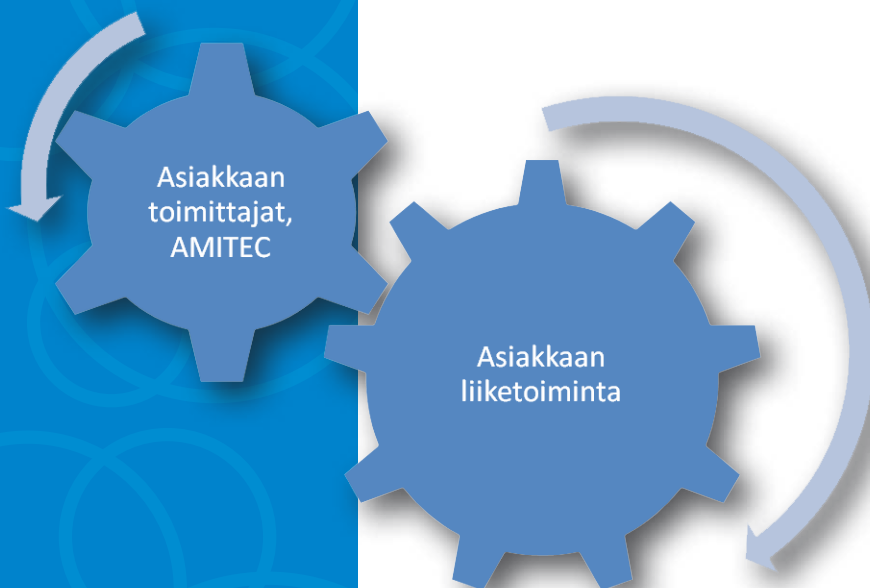 Asiakkaan
toimittajat,
AMITEC
Asiakkaan
liiketoiminta